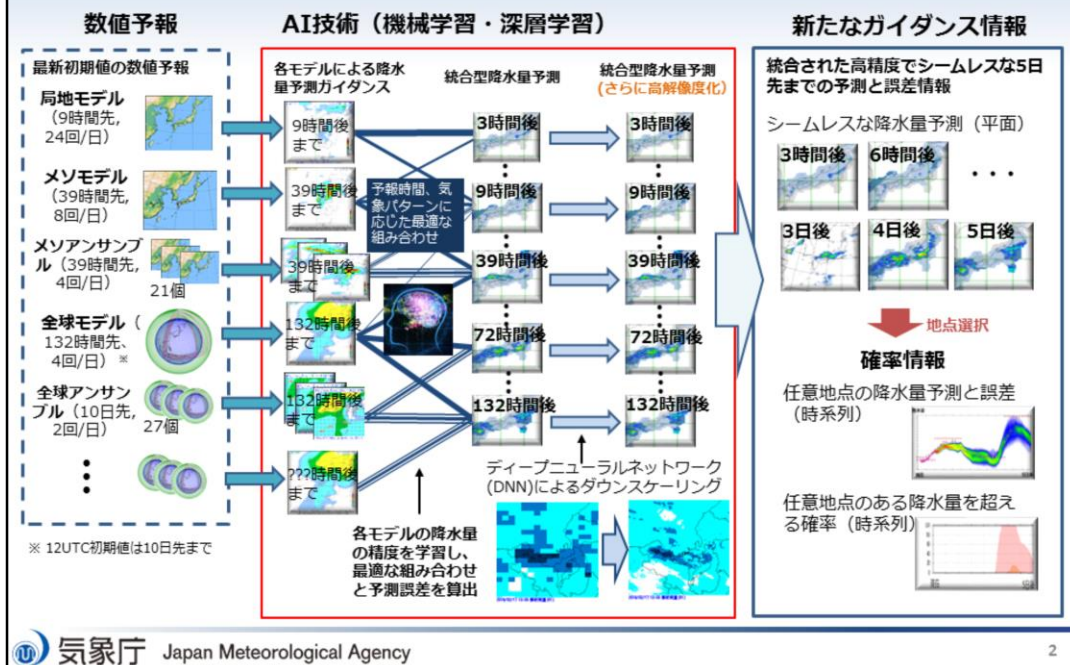 数値予報
AI技術（機械学習・深層学習）
新たなガイダンス情報
最新初期値の数値予報
局地モデル
（9時間先,
24回/日）
メソモデル
（39時間先,
8回/日）
メソアンサンブ
ル（39時間先,
4回/日）
21個
全球モデル（
132時間先、
4回/日）※
全球アンサン
ブル（10日先,
2回/日）
27個
※ 12UTC初期値は10日先まで
各モデルによる降水
量予測ガイダンス
9時間後
まで
39時間後
まで
39時間後
まで
132時間後
まで
132時間後
まで
???時間後
まで
予報時間、気
象パターンに
応じた最適な
組み合わせ
統合型降水量予測
3時間後
9時間後
39時間後
72時間後
132時間後
統合型降水量予測
(さらに高解像度化)
3時間後
9時間後
39時間後
72時間後
132時間後
各モデルの降水量
の精度を学習し、
最適な組み合わせ
と予測誤差を算出
ディープニューラルネットワーク
(DNN)によるダウンスケーリング
統合された高精度でシームレスな5日
先までの予測と誤差情報
シームレスな降水量予測（平面）
3時間後
6時間後
・・・
3日後
4日後
5日後
地点選択
確率情報
任意地点の降水量予測と誤差
（時系列）
任意地点のある降水量を超え
る確率（時系列）
気象庁 Japan Meteorological Agency
2